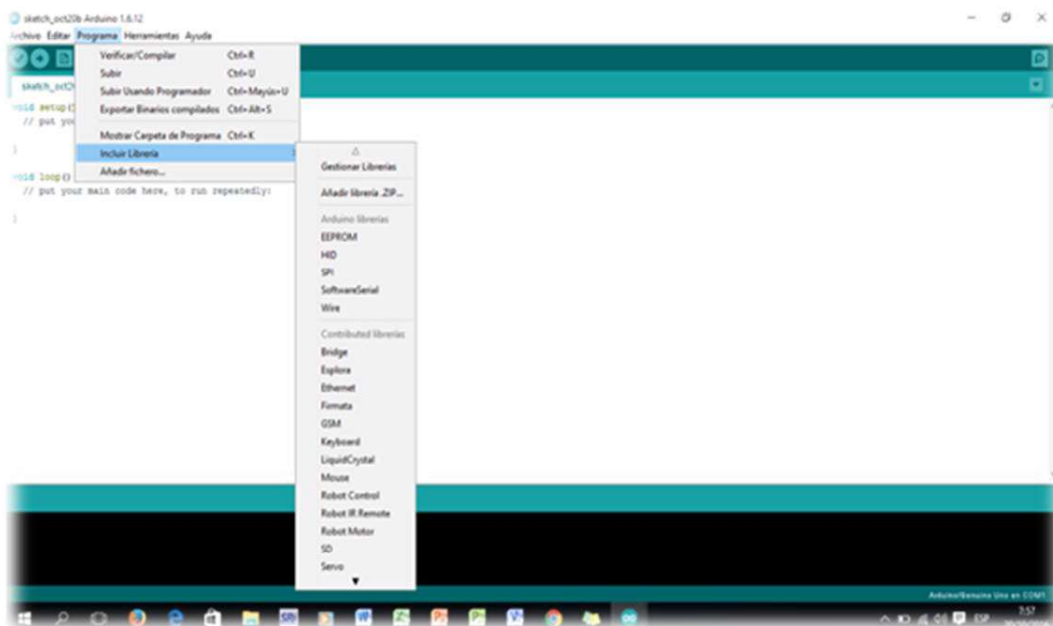 sketch_oct20b Arduino 1.6.12
Archivo Editar Programa Herramientas Ayuda
Verificar/Compilar Ctrl+R
Subir Ctrl+U
Subir Usando Programador Ctrl+Mayús+U
Exportar Binarios compilados Ctrl+Alt+S
Mostrar Carpeta de Programa Ctrl+K
Incluir Librería
Añadir fichero...
sketch_oct2
void setup()
// put you
}
void loop()
// put your main code here, to run repeatedly:
}
Gestionar Librerías
Añadir librería .ZIP...
Arduino librerías
EEPROM
HID
SPI
SoftwareSerial
Wire
Contributed librerías
Bridge
Esplora
Ethernet
Firmata
GSM
Keyboard
LiquidCrystal
Mouse
Robot Control
Robot IR Remote
Robot Motor
SD
Servo
Arduino/Genuino Uno en COM1
SRI
ESP
7:57